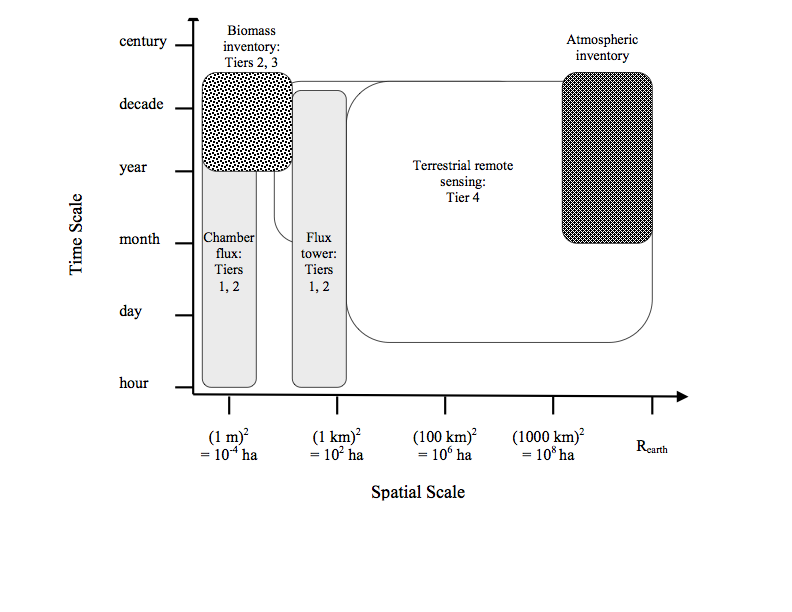 Biomass
inventory:
Tiers 2, 3
Atmospheric
inventory
century
decade
year
month
day
hour
Time Scale
Terrestrial remote
sensing:
Tier 4
Chamber
flux:
Tiers
1, 2
Flux
tower:
Tiers
1, 2
(1 m)²
= 10⁻⁴ ha
(1 km)²
= 10² ha
(100 km)²
= 10⁶ ha
(1000 km)²
= 10⁸ ha
Rearth
Spatial Scale